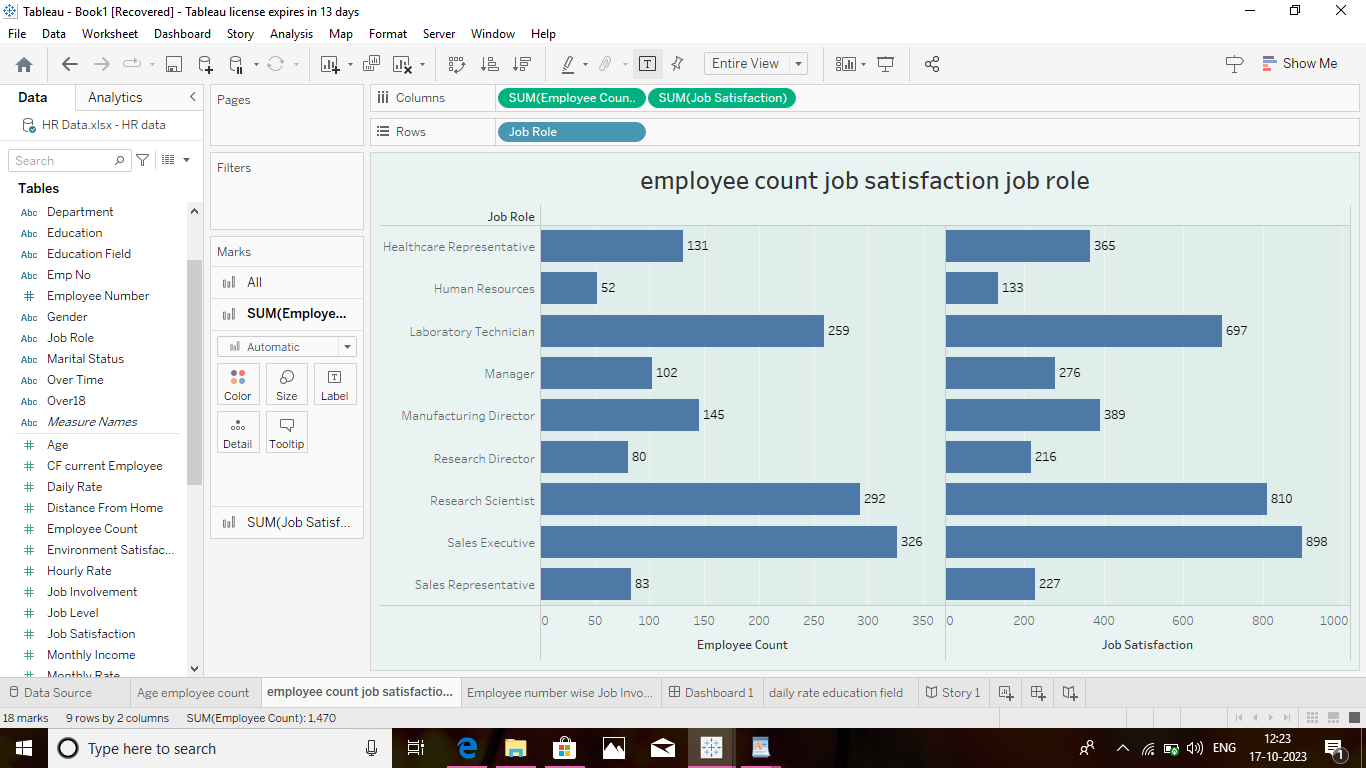 Tableau - Book1 [Recovered] - Tableau license expires in 13 days
File Data Worksheet Dashboard Story Analysis Map Format Server Window Help
Entire View
Show Me
Data Analytics
HR Data.xlsx - HR data
Search
Tables
Abc Department
Abc Education
Abc Education Field
Abc Emp No
# Employee Number
Abc Gender
Abc Job Role
Abc Marital Status
Abc Over Time
Abc Over18
Abc Measure Names
# Age
# CF current Employee
# Daily Rate
# Distance From Home
# Employee Count
# Environment Satisfac...
# Hourly Rate
# Job Involvement
# Job Level
# Job Satisfaction
# Monthly Income
# Monthly Rate
Pages
Filters
Marks
All
SUM(Employe...
Automatic
Color Size Label
Detail Tooltip
SUM(Job Satisf...
Columns SUM(Employee Coun.. SUM(Job Satisfaction)
Rows Job Role
employee count job satisfaction job role
Job Role
Healthcare Representative 131 365
Human Resources 52 133
Laboratory Technician 259 697
Manager 102 276
Manufacturing Director 145 389
Research Director 80 216
Research Scientist 292 810
Sales Executive 326 898
Sales Representative 83 227
0 50 100 150 200 250 300 350 0 200 400 600 800 1000
Employee Count Job Satisfaction
Data Source Age employee count employee count job satisfactio... Employee number wise Job Invo... Dashboard 1 daily rate education field Story 1
18 marks 9 rows by 2 columns SUM(Employee Count): 1,470
Type here to search
ENG
12:23
17-10-2023
1